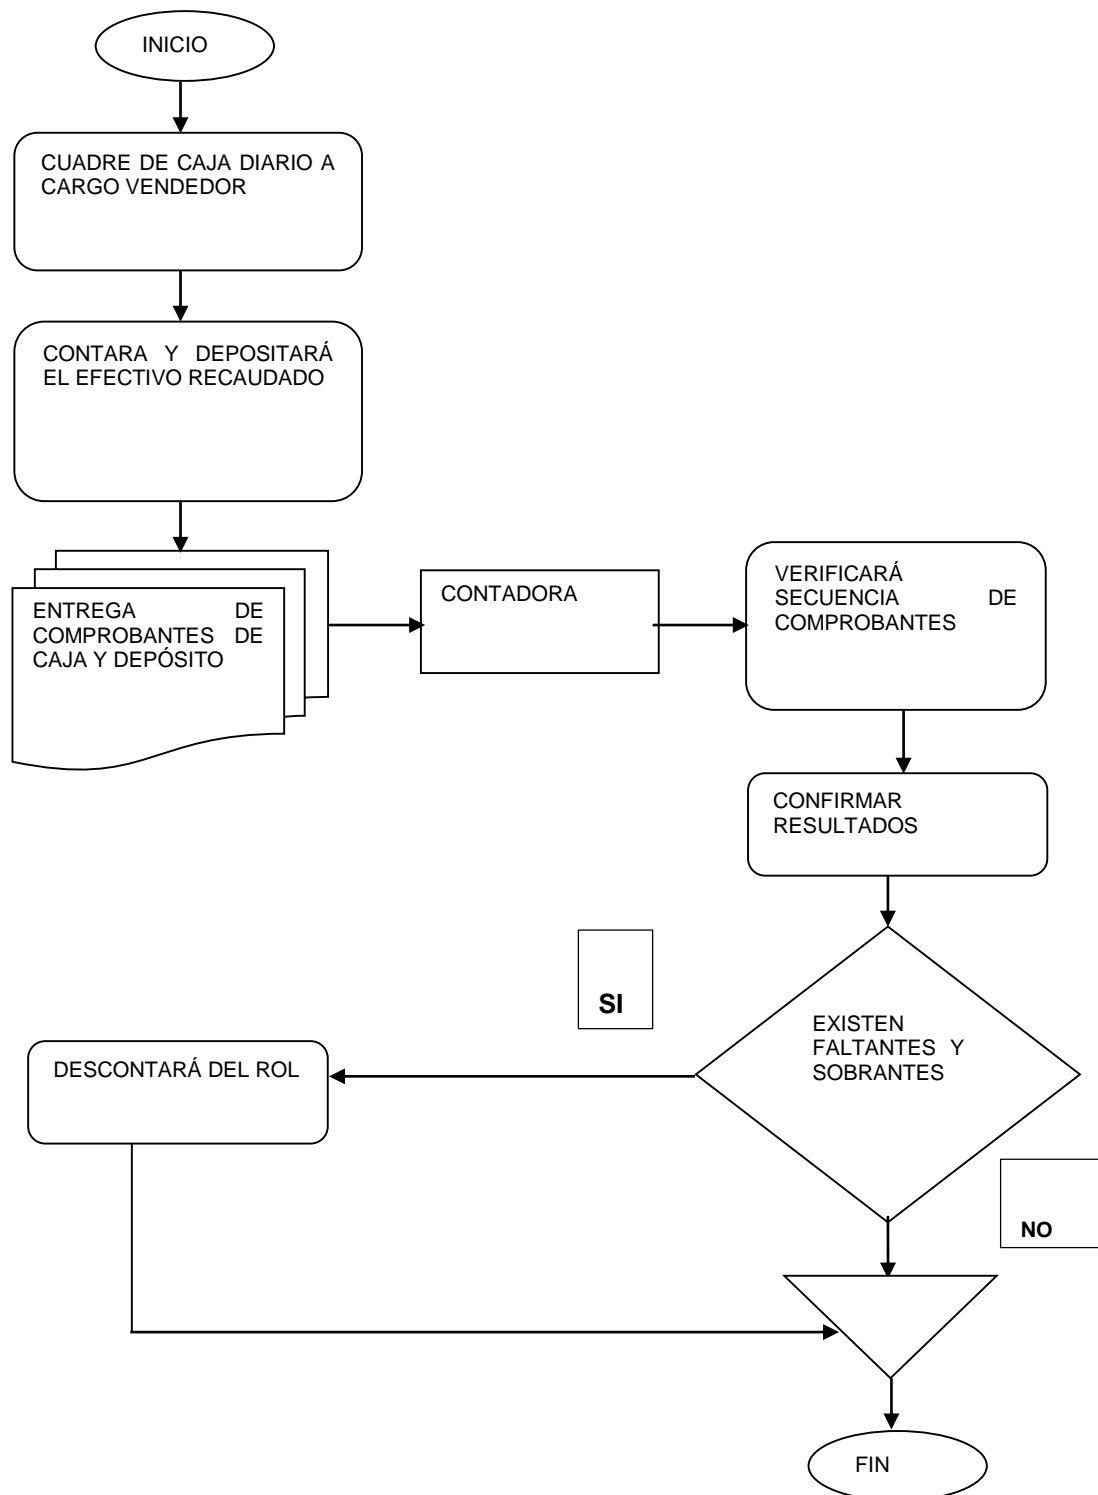 INICIO
CUADRE DE CAJA DIARIO A
CARGO VENDEDOR
CONTARA Y DEPOSITARÁ
EL EFECTIVO RECAUDADO
ENTREGA DE
COMPROBANTES DE
CAJA Y DEPÓSITO
CONTADORA
VERIFICARÁ
SECUENCIA DE
COMPROBANTES
CONFIRMAR
RESULTADOS
SI
EXISTEN
FALTANTES Y
SOBRANTES
DESCONTARÁ DEL ROL
NO
FIN